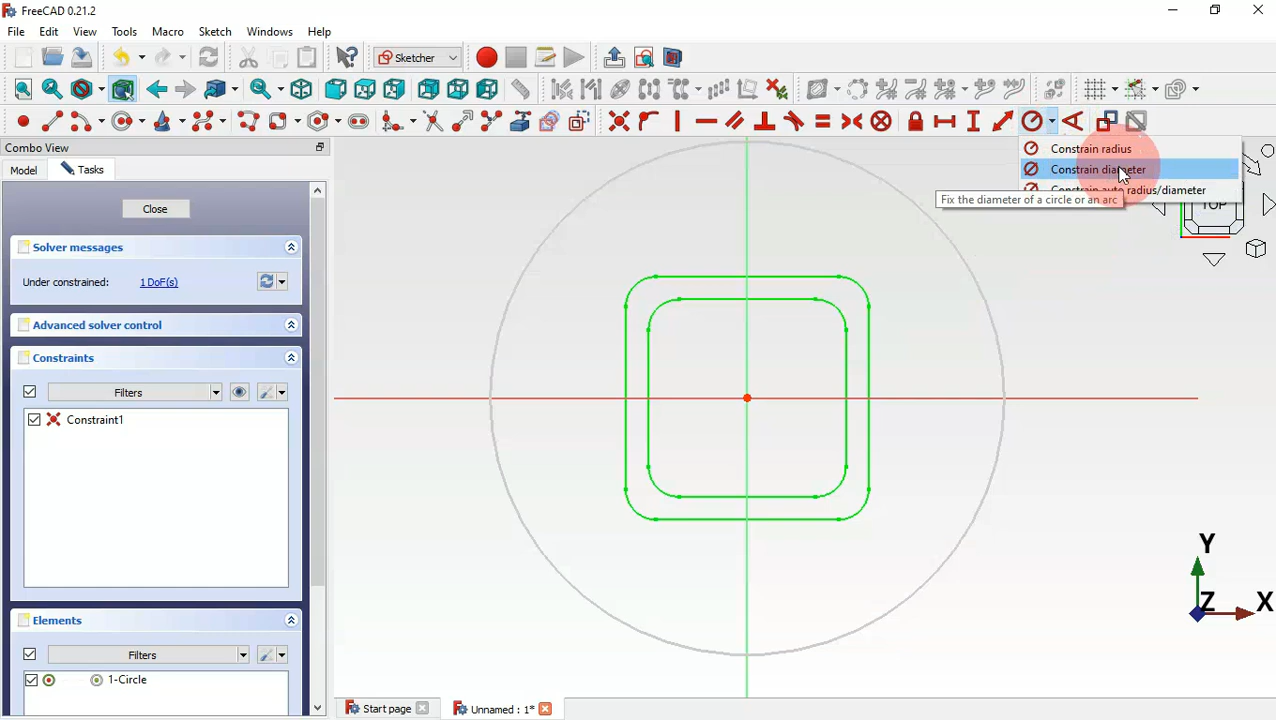 FreeCAD 0.21.2
File Edit View Tools Macro Sketch Windows Help
Sketcher
Combo View
Model Tasks
Constrain radius
Constrain diameter
Constrain auto radius/diameter
Fix the diameter of a circle or an arc
TOP
Close
Solver messages
Under constrained: 1 DoF(s)
Advanced solver control
Constraints
Filters
Constraint1
Elements
Filters
1-Circle
Y
Z
X
Start page
Unnamed : 1*